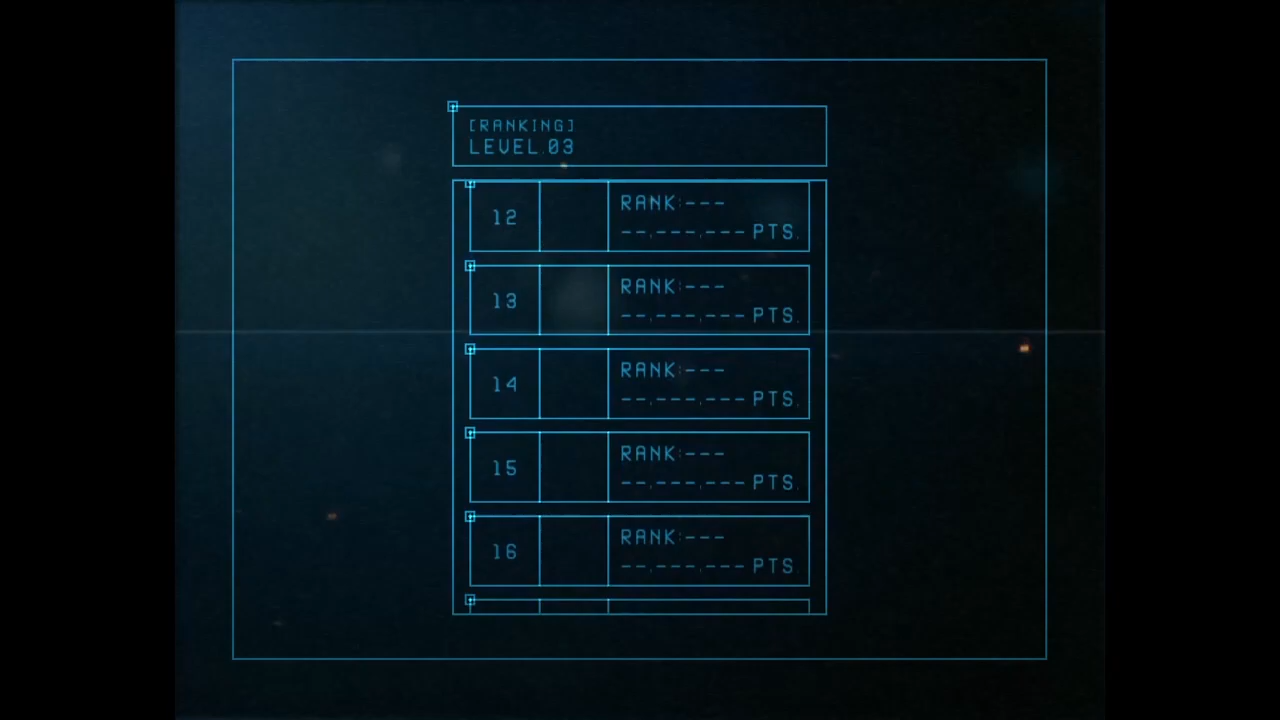 [RANKING]
LEVEL.03
12
RANK:---
--,---,---PTS.
13
RANK:---
--,---,---PTS.
14
RANK:---
--,---,---PTS.
15
RANK:---
--,---,---PTS.
16
RANK:---
--,---,---PTS.